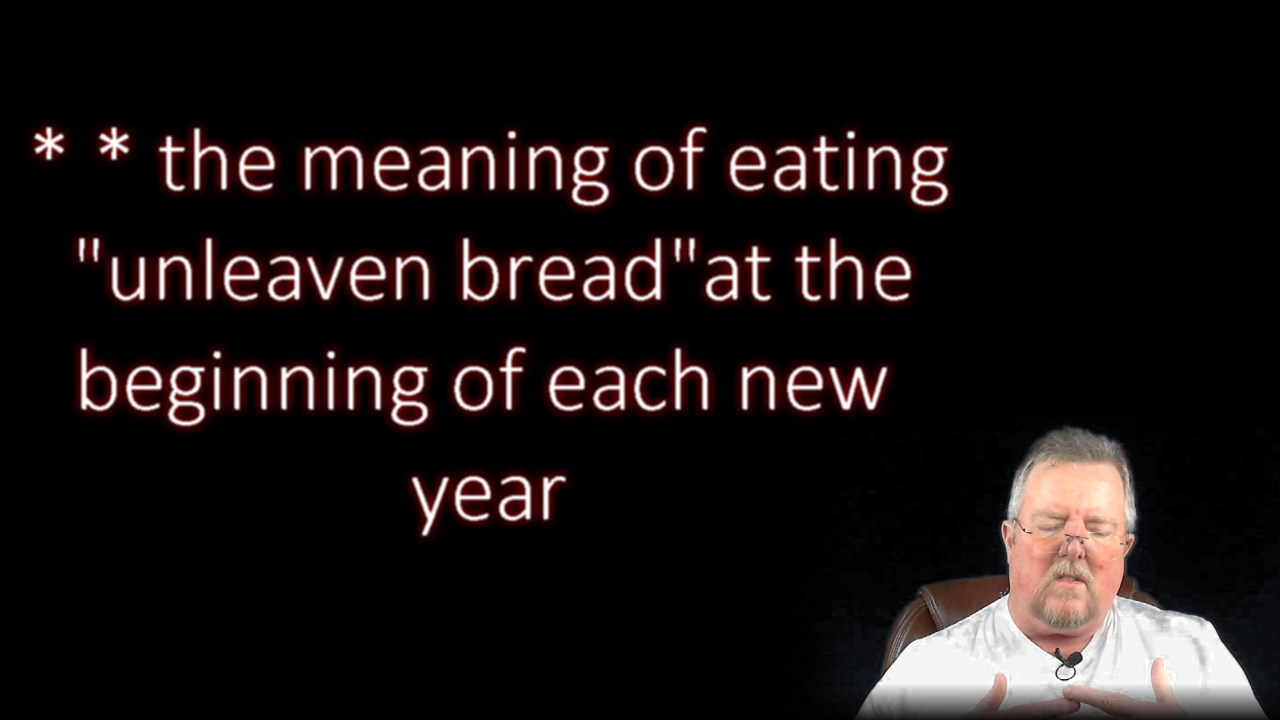 * * the meaning of eating
"unleaven bread"at the
beginning of each new
year